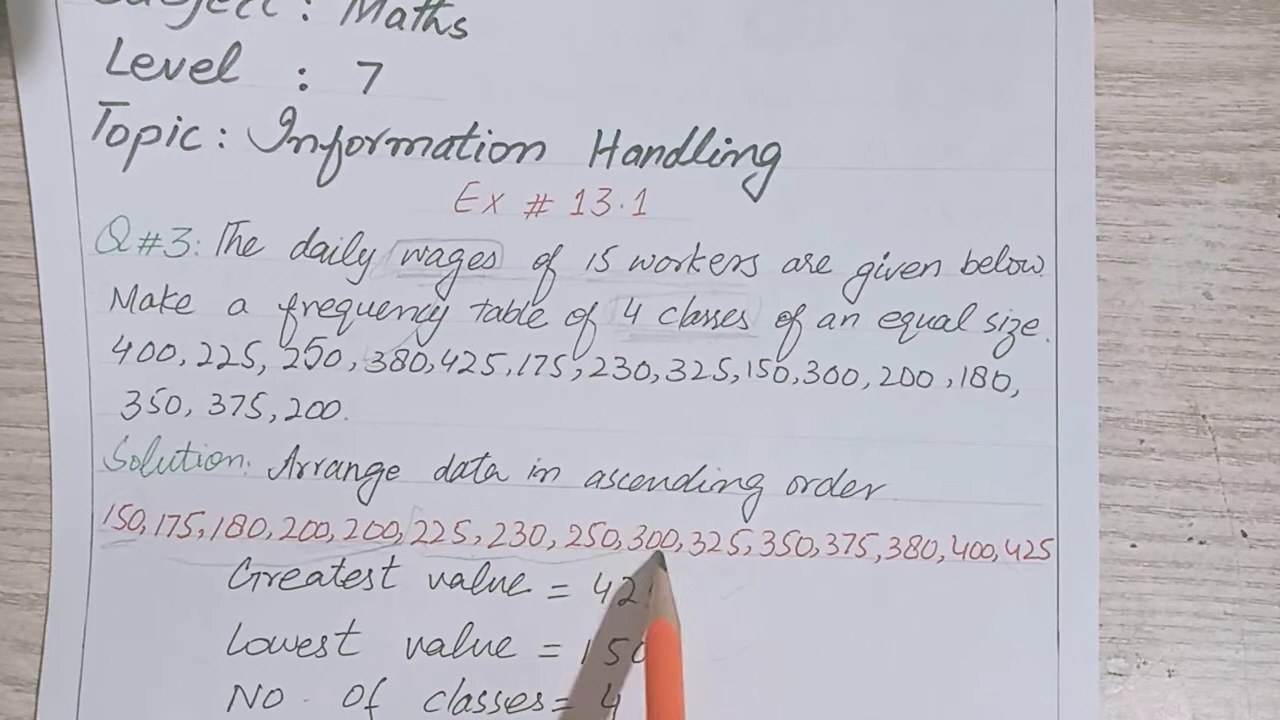 Subject : Maths
Level : 7
Topic : Information Handling
Ex # 13.1
Q#3: The daily wages of 15 workers are given below.
Make a frequency table of 4 classes of an equal size.
400, 225, 250, 380, 425, 175, 230, 325, 150, 300, 200, 180,
350, 375, 200.
Solution: Arrange data in ascending order.
150, 175, 180, 200, 200, 225, 230, 250, 300, 325, 350, 375, 380, 400, 425
Greatest value = 425
Lowest value = 150
No. of classes = 4